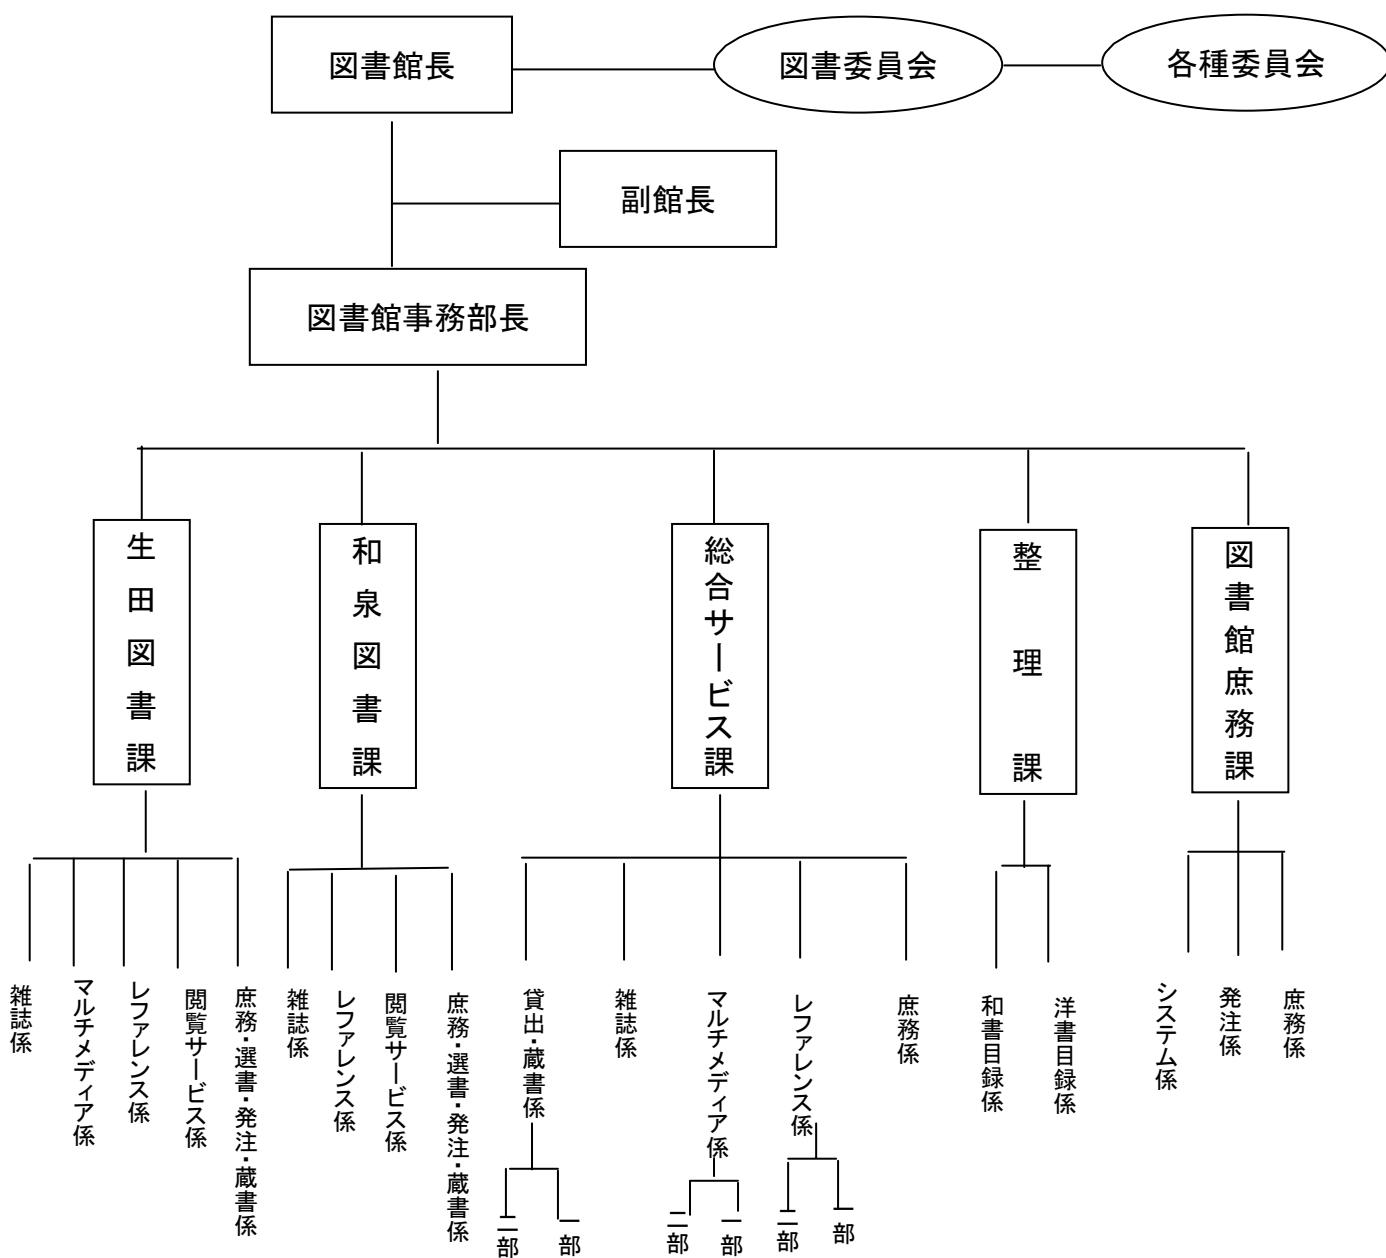 図書館長
図書委員会
各種委員会
副館長
図書館事務部長
生田図書課
和泉図書課
総合サービス課
整理課
図書館庶務課
雑誌係
マルチメディア係
レファレンス係
閲覧サービス係
庶務・選書・発注・蔵書係
雑誌係
レファレンス係
閲覧サービス係
庶務・選書・発注・蔵書係
貸出・蔵書係
雑誌係
マルチメディア係
レファレンス係
庶務係
和書目録係
洋書目録係
システム係
発注係
庶務係
二部
一部
二部
一部
二部
一部